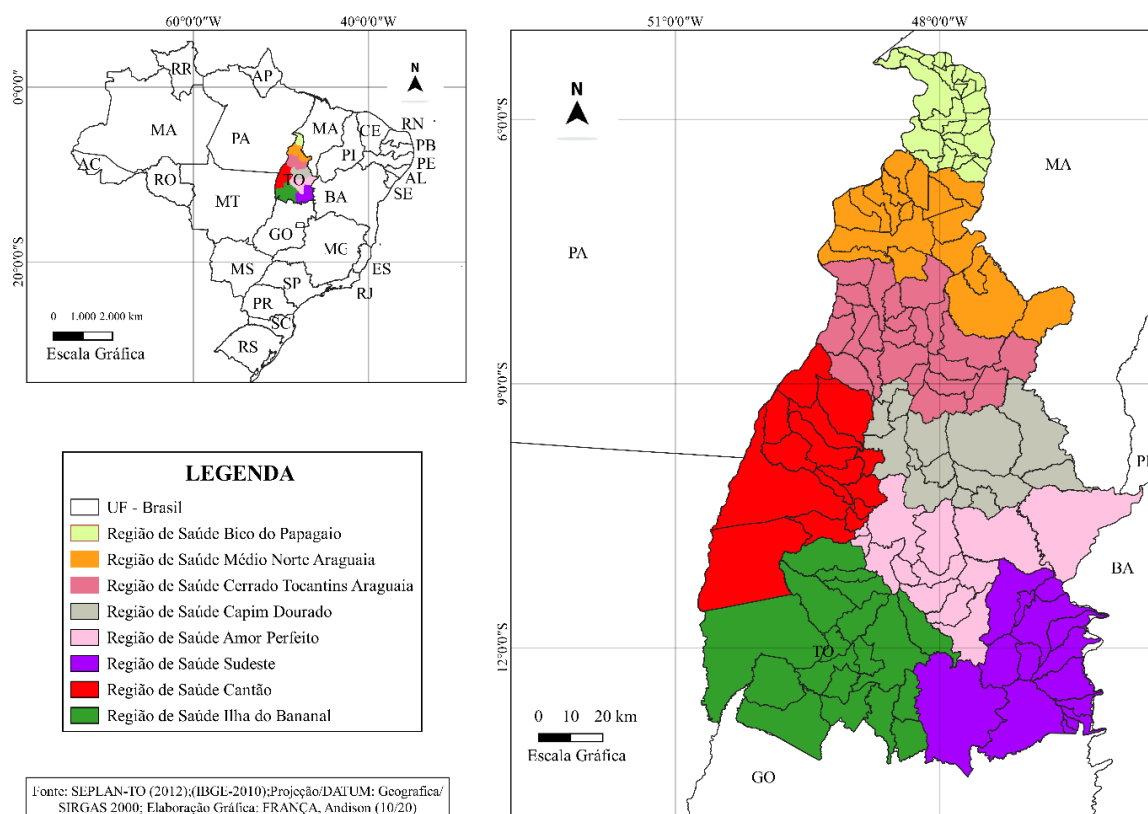 60°0'0"W 40°0'0"W
0°0'0"
20°0'0"S
N
RR
AP
MA
PA
MA
CE
RN
PB
PI
PE
AC
AL
RO
TO
SE
MT
BA
GO
MG
MS
ES
SP
RJ
PR
SC
RS
0 1.000 2.000 km
Escala Gráfica
LEGENDA
UF - Brasil
Região de Saúde Bico do Papagaio
Região de Saúde Médio Norte Araguaia
Região de Saúde Cerrado Tocantins Araguaia
Região de Saúde Capim Dourado
Região de Saúde Amor Perfeito
Região de Saúde Sudeste
Região de Saúde Cantão
Região de Saúde Ilha do Bananal
Fonte: SEPLAN-TO (2012);(IBGE-2010);Projeção/DATUM: Geografica/
SIRGAS 2000; Elaboração Gráfica: FRANÇA, Andison (10/20)
51°0'0"W 48°0'0"W
6°0'0"S
9°0'0"S
12°0'0"S
N
MA
PA
PI
BA
TO
0 10 20 km
Escala Gráfica
GO